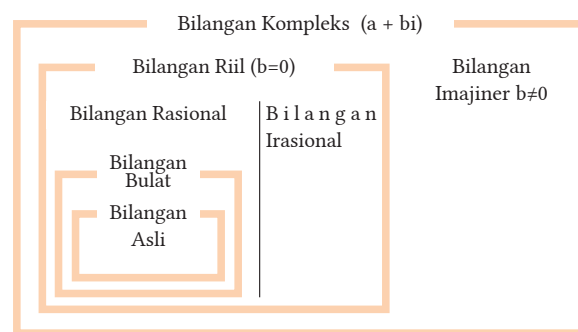 Bilangan Kompleks (a + bi)
Bilangan Riil (b=0)
Bilangan
Imajiner b≠0
Bilangan Rasional
B i l a n g a n
Irasional
Bilangan
Bulat
Bilangan
Asli